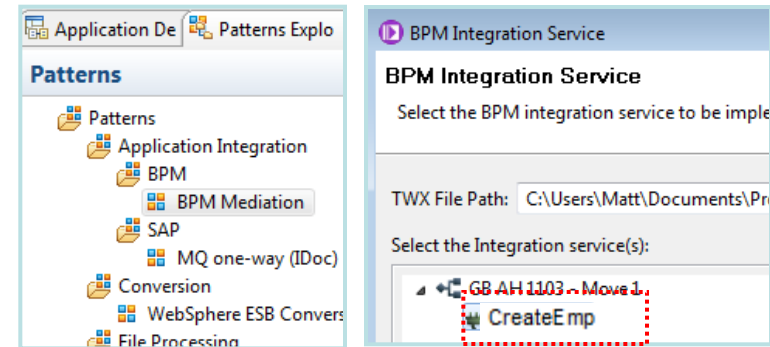 Application De Patterns Explo
Patterns
Patterns
Application Integration
BPM
BPM Mediation
SAP
MQ one-way (IDoc)
Conversion
WebSphere ESB Convers
File Processing
BPM Integration Service
BPM Integration Service
Select the BPM integration service to be imple
TWX File Path: C:\Users\Matt\Documents\Pr
Select the Integration service(s):
GB AH 1103 - Move 1
CreateEmp